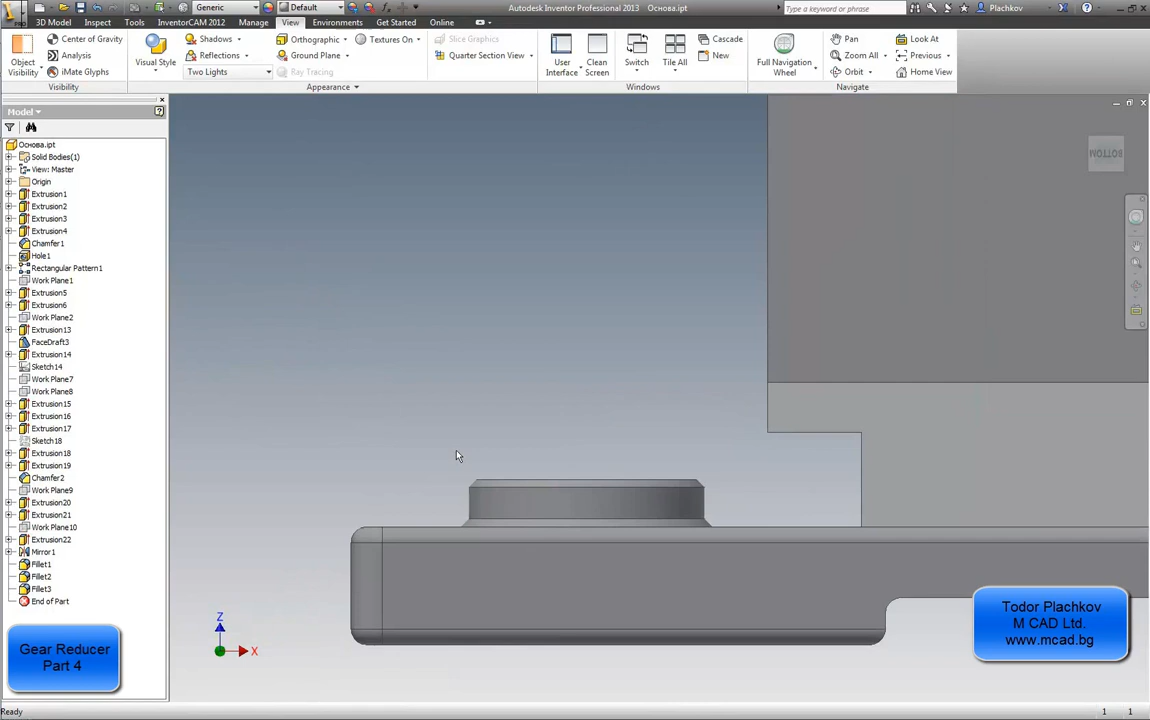 PRO
Generic
Default
Autodesk Inventor Professional 2013 Основа.ipt
Type a keyword or phrase
Plachkov
3D Model
Inspect
Tools
InventorCAM 2012
Manage
View
Environments
Get Started
Online
Object
Visibility
Center of Gravity
Analysis
iMate Glyphs
Visibility
Visual Style
Shadows
Reflections
Two Lights
Orthographic
Ground Plane
Ray Tracing
Textures On
Appearance
Slice Graphics
Quarter Section View
User
Interface
Clean
Screen
Switch
Tile All
Cascade
New
Windows
Full Navigation
Wheel
Pan
Zoom All
Orbit
Look At
Previous
Home View
Navigate
Model
Основа.ipt
Solid Bodies(1)
View: Master
Origin
Extrusion1
Extrusion2
Extrusion3
Extrusion4
Chamfer1
Hole1
Rectangular Pattern1
Work Plane1
Extrusion5
Extrusion6
Work Plane2
Extrusion13
FaceDraft3
Extrusion14
Sketch14
Work Plane7
Work Plane8
Extrusion15
Extrusion16
Extrusion17
Sketch18
Extrusion18
Extrusion19
Chamfer2
Work Plane9
Extrusion20
Extrusion21
Work Plane10
Extrusion22
Mirror1
Fillet1
Fillet2
Fillet3
End of Part
BOTTOM
Z
X
Gear Reducer
Part 4
Todor Plachkov
M CAD Ltd.
www.mcad.bg
Ready
1
1